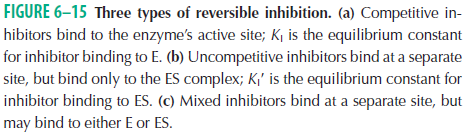 FIGURE 6–15 Three types of reversible inhibition. (a) Competitive in-
hibitors bind to the enzyme's active site; KI is the equilibrium constant
for inhibitor binding to E. (b) Uncompetitive inhibitors bind at a separate
site, but bind only to the ES complex; KI′ is the equilibrium constant for
inhibitor binding to ES. (c) Mixed inhibitors bind at a separate site, but
may bind to either E or ES.